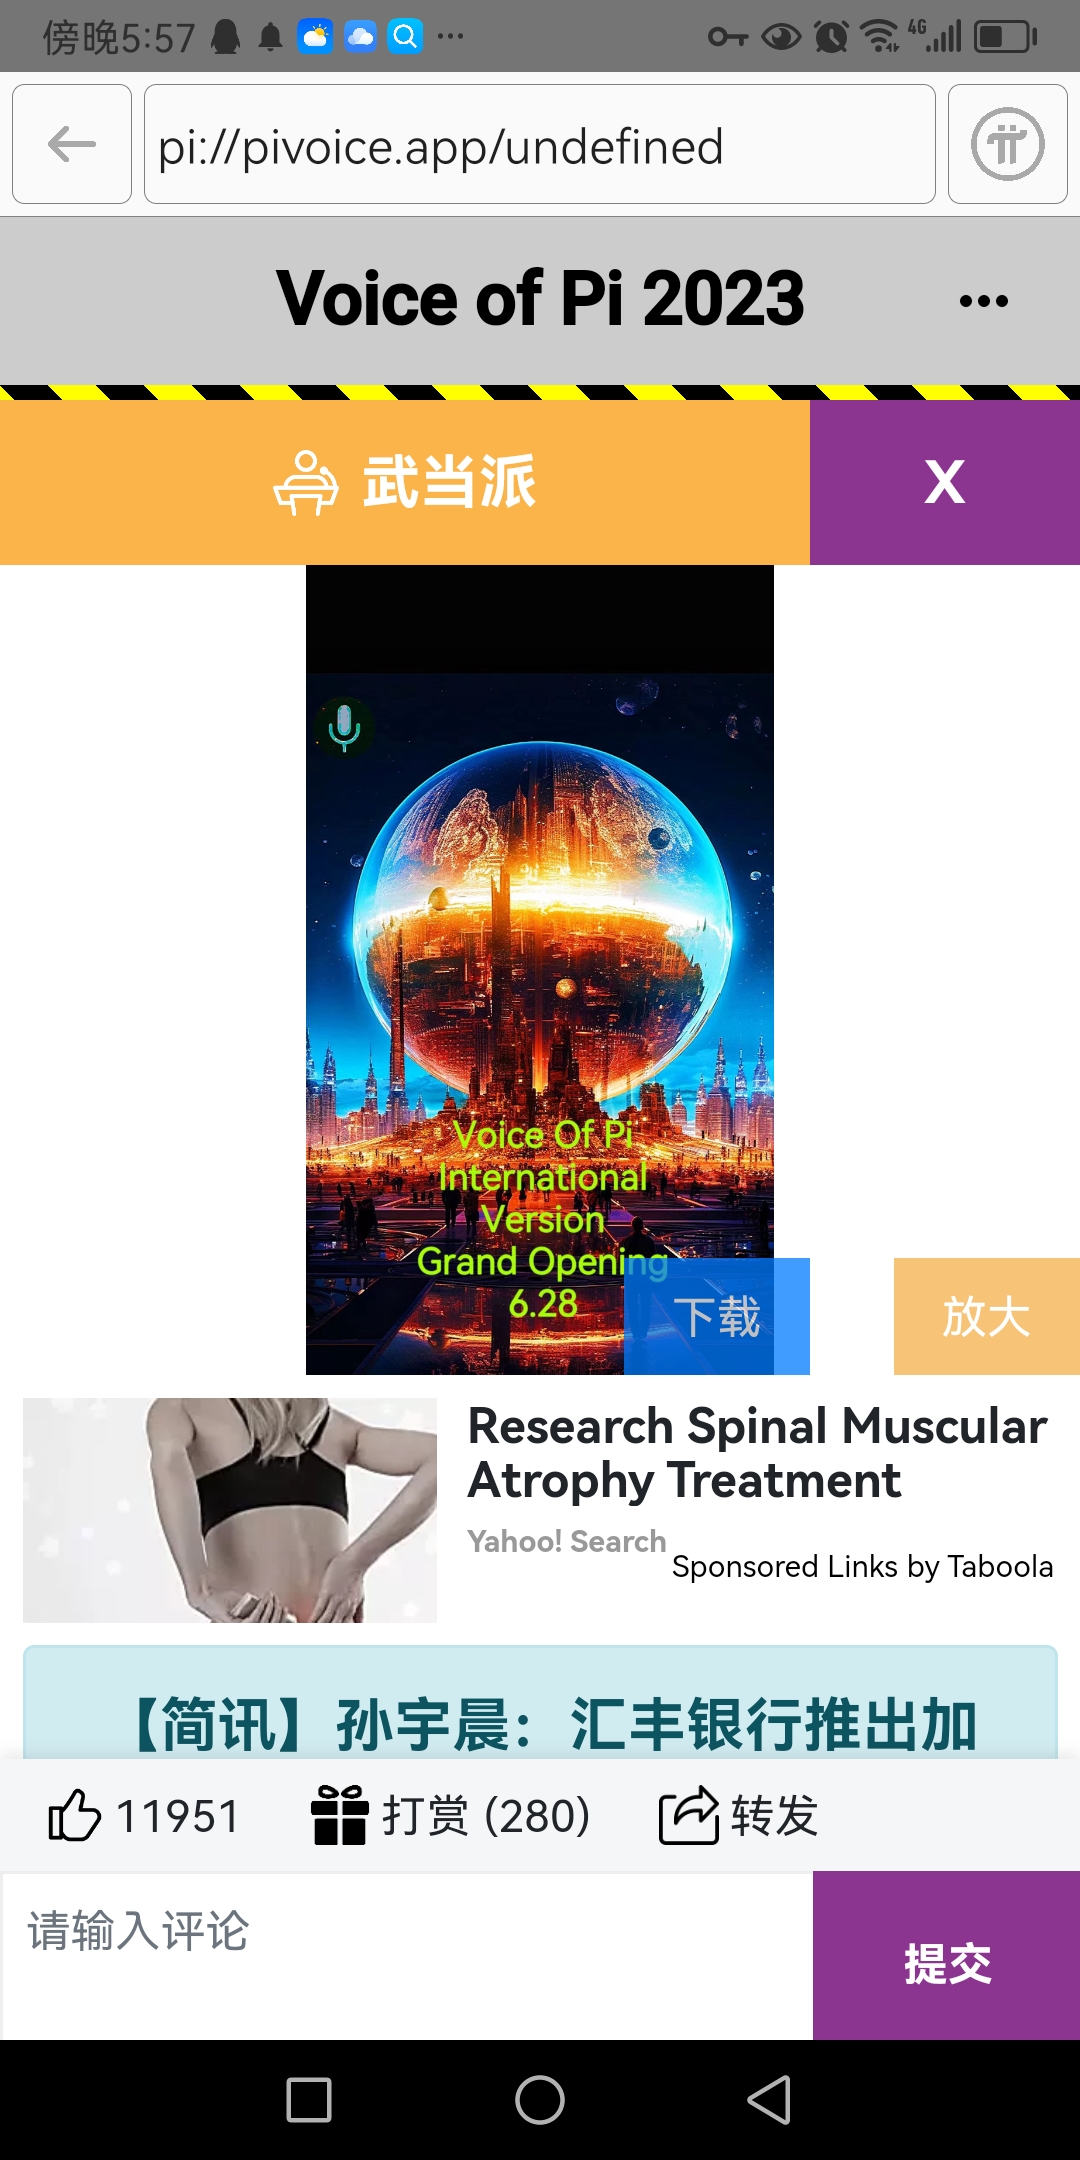 傍晚5:57
4G
pi://pivoice.app/undefined
Voice of Pi 2023
武当派
X
Voice Of Pi
International
Version
Grand Opening
6.28
下载
放大
Research Spinal Muscular
Atrophy Treatment
Yahoo! Search
Sponsored Links by Taboola
【简讯】孙宇晨：汇丰银行推出加
11951
打赏 (280)
转发
请输入评论
提交